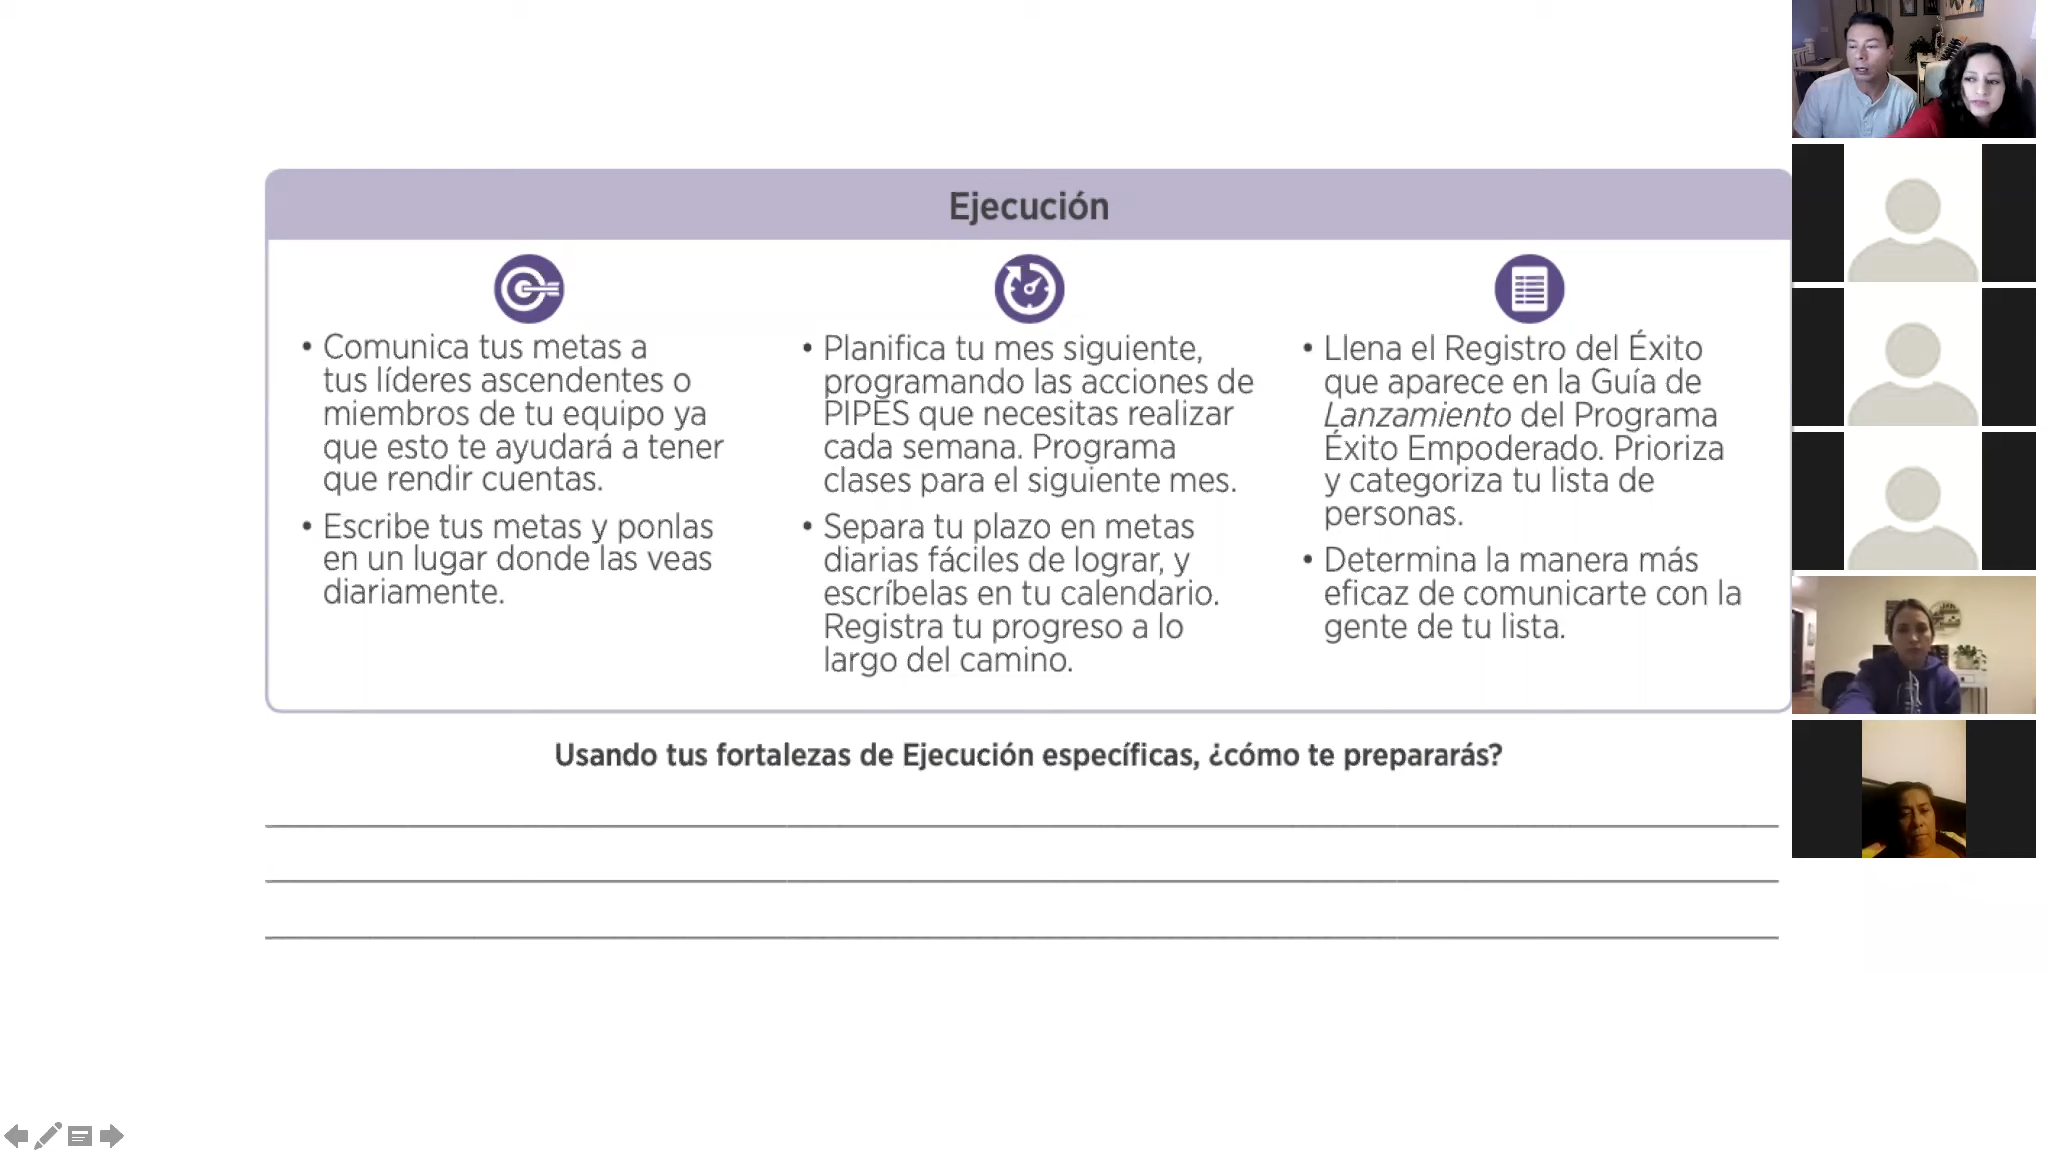 Ejecución
• Comunica tus metas a
tus líderes ascendentes o
miembros de tu equipo ya
que esto te ayudará a tener
que rendir cuentas.
• Escribe tus metas y ponlas
en un lugar donde las veas
diariamente.
• Planifica tu mes siguiente,
programando las acciones de
PIPES que necesitas realizar
cada semana. Programa
clases para el siguiente mes.
• Separa tu plazo en metas
diarias fáciles de lograr, y
escríbelas en tu calendario.
Registra tu progreso a lo
largo del camino.
• Llena el Registro del Éxito
que aparece en la Guía de
Lanzamiento del Programa
Éxito Empoderado. Prioriza
y categoriza tu lista de
personas.
• Determina la manera más
eficaz de comunicarte con la
gente de tu lista.
Usando tus fortalezas de Ejecución específicas, ¿cómo te prepararás?